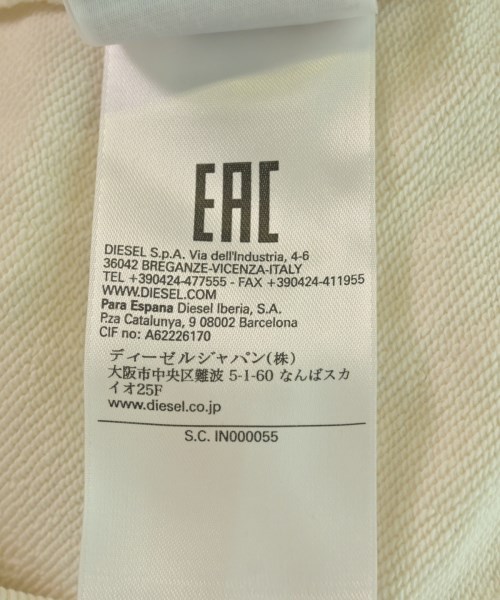 EAC
DIESEL S.p.A. Via dell'Industria, 4-6
36042 BREGANZE-VICENZA-ITALY
TEL +390424-477555 - FAX +390424-411955
WWW.DIESEL.COM
Para Espana Diesel Iberia, S.A.
P.za Catalunya, 9 08002 Barcelona
CIF no: A62226170
ディーゼルジャパン(株)
大阪市中央区難波 5-1-60 なんばスカ
イオ25F
www.diesel.co.jp
S.C. IN000055